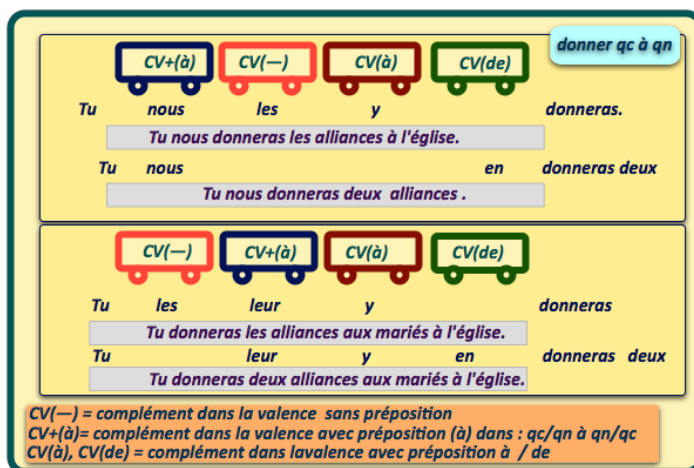 donner qc à qn
CV+(à) CV(—) CV(à) CV(de)
Tu nous les y donneras.
Tu nous donneras les alliances à l'église.
Tu nous en donneras deux
Tu nous donneras deux alliances .
CV(—) CV+(à) CV(à) CV(de)
Tu les leur y donneras
Tu donneras les alliances aux mariés à l'église.
Tu leur y en donneras deux
Tu donneras deux alliances aux mariés à l'église.
CV(—) = complément dans la valence sans préposition
CV+(à)= complément dans la valence avec préposition (à) dans : qc/qn à qn/qc
CV(à), CV(de) = complément dans lavalence avec préposition à / de